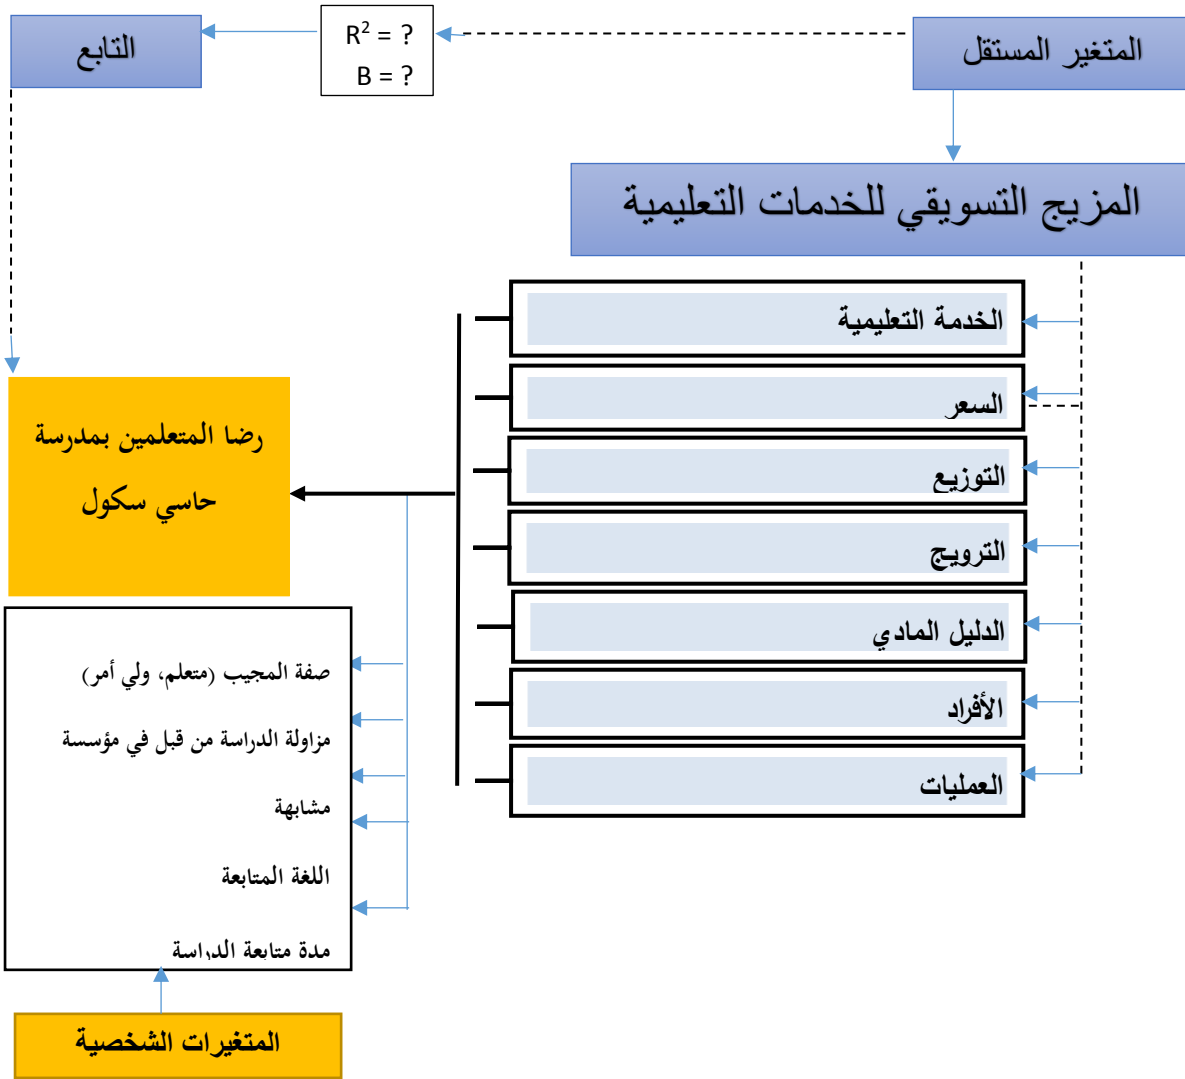 المتغير المستقل
R² = ?
B = ?
التابع
المزيج التسويقي للخدمات التعليمية
الخدمة التعليمية
السعر
التوزيع
الترويج
الدليل المادي
الأفراد
العمليات
رضا المتعلمين بمدرسة
حاسي سكول
صفة المجيب (متعلم، ولي أمر)
مزاولة الدراسة من قبل في مؤسسة
مشابهة
اللغة المتابعة
مدة متابعة الدراسة
المتغيرات الشخصية